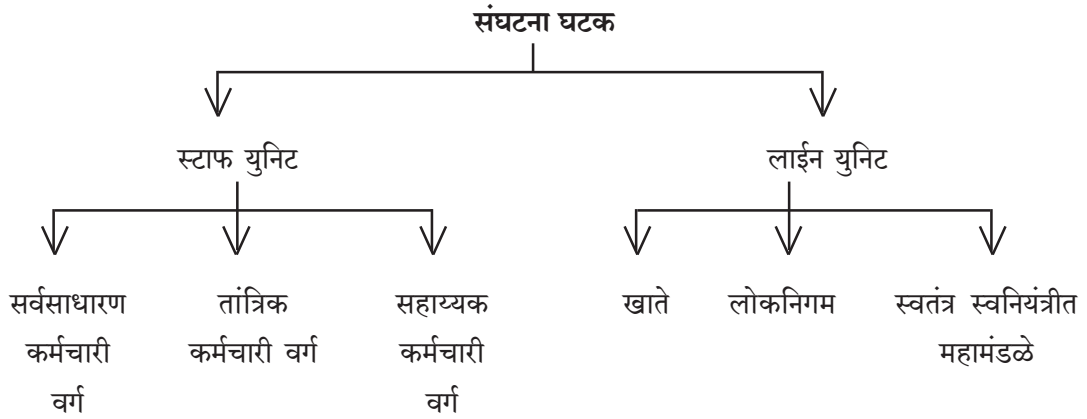 संघटना घटक
स्टाफ युनिट
लाईन युनिट
सर्वसाधारण
कर्मचारी
वर्ग
तांत्रिक
कर्मचारी वर्ग
सहाय्यक
कर्मचारी
वर्ग
खाते
लोकनिगम
स्वतंत्र स्वनियंत्रीत
महामंडळे